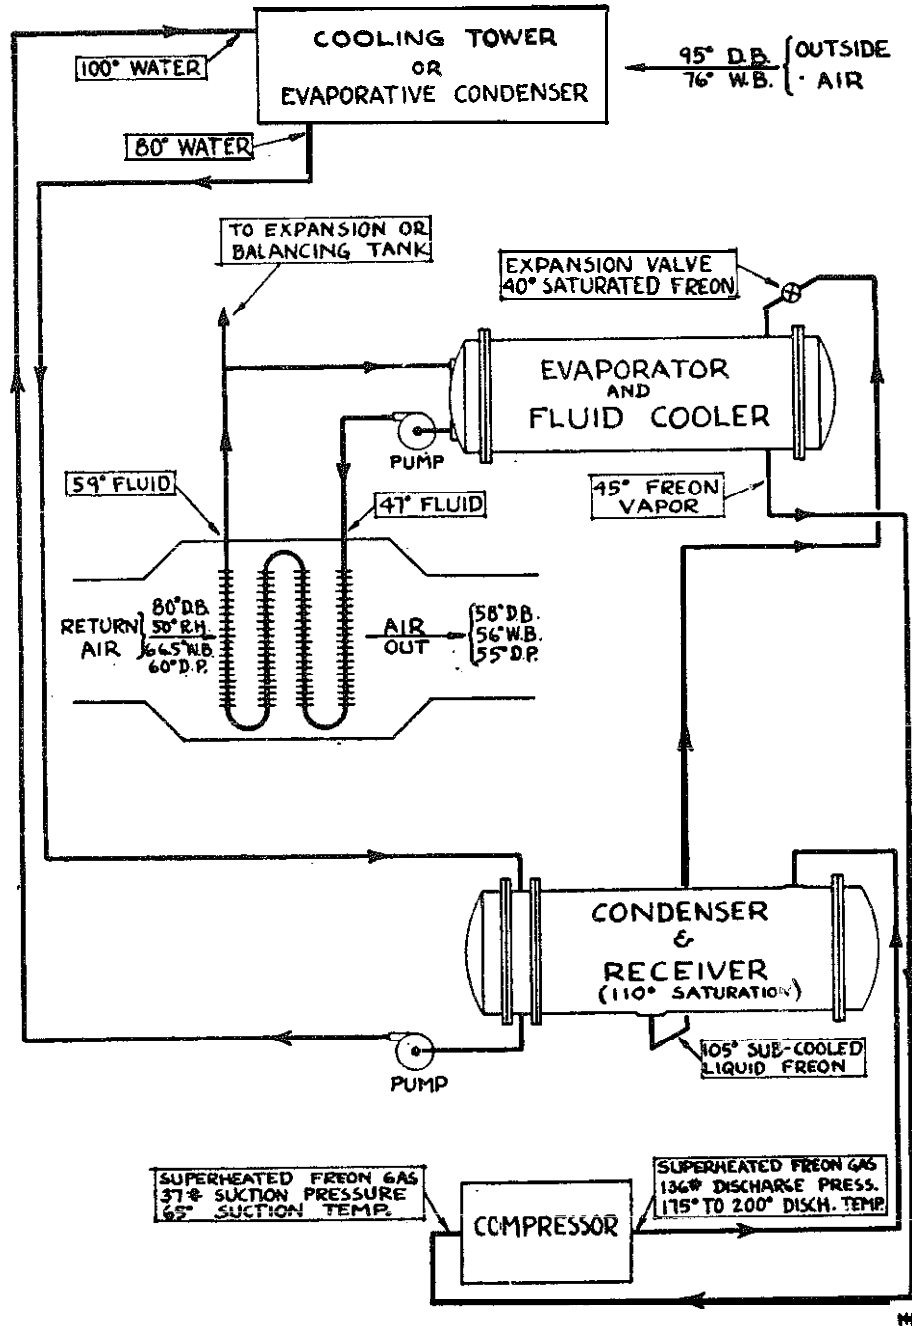 COOLING TOWER
OR
EVAPORATIVE CONDENSER
100° WATER
95° D.B.
76° W.B.
OUTSIDE
AIR
80° WATER
TO EXPANSION OR
BALANCING TANK
EXPANSION VALVE
40° SATURATED FREON
EVAPORATOR
AND
FLUID COOLER
PUMP
59° FLUID
47° FLUID
45° FREON
VAPOR
RETURN
AIR
80° D.B.
50° R.H.
66.5° W.B.
60° D.P.
AIR
OUT
58° D.B.
56° W.B.
55° D.P.
CONDENSER
&
RECEIVER
(110° SATURATION)
105° SUB-COOLED
LIQUID FREON
PUMP
SUPERHEATED FREON GAS
37# SUCTION PRESSURE
65° SUCTION TEMP.
COMPRESSOR
SUPERHEATED FREON GAS
136# DISCHARGE PRESS.
175° TO 200° DISCH. TEMP.